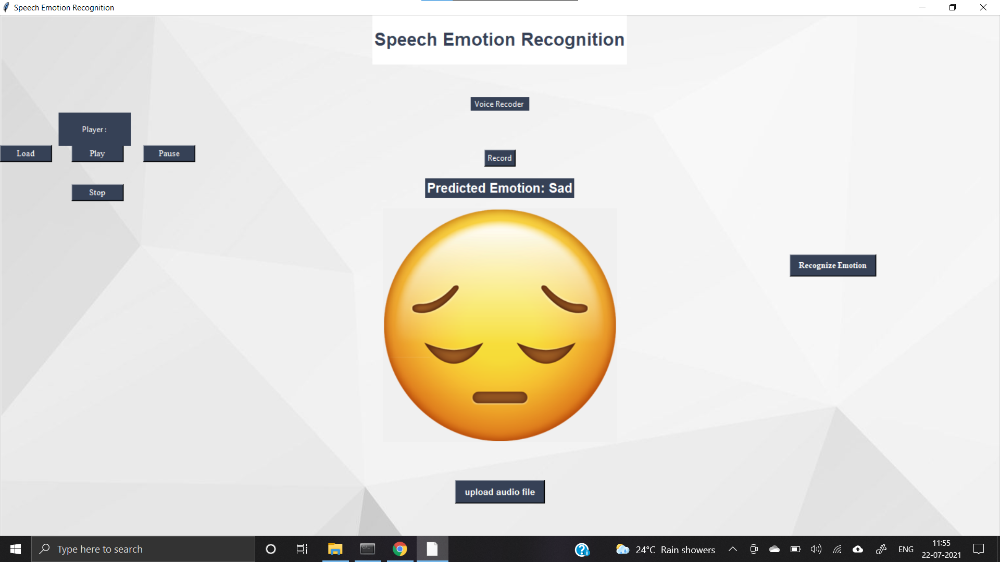 Speech Emotion Recognition
Speech Emotion Recognition
Voice Recoder
Player :
Load
Play
Pause
Record
Stop
Predicted Emotion: Sad
Recognize Emotion
upload audio file
Type here to search
24°C Rain showers
ENG
11:55
22-07-2021